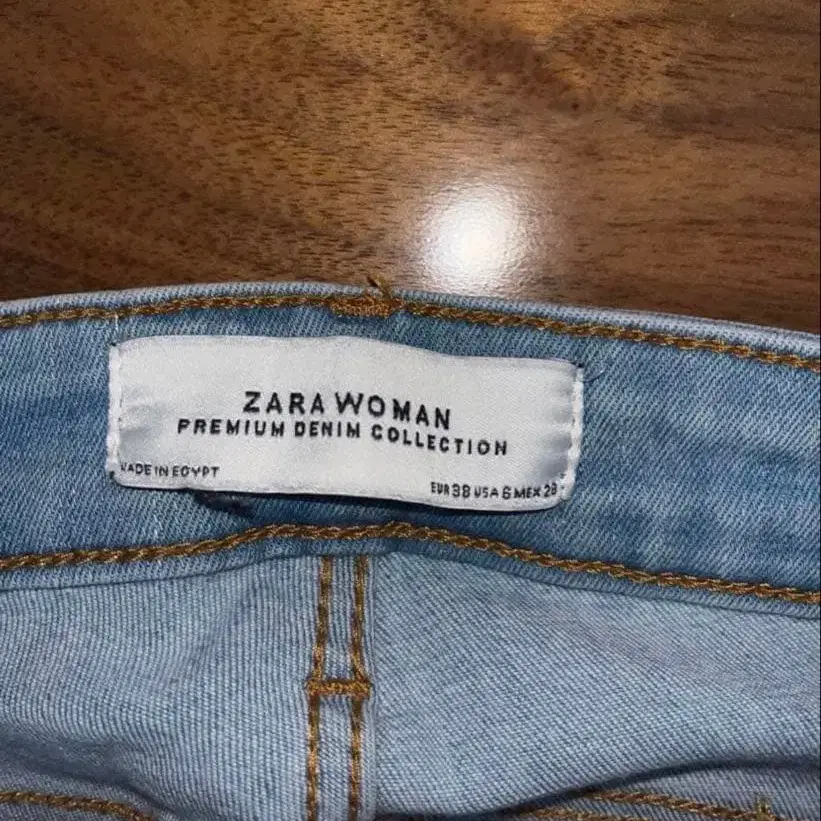 ZARA WOMAN
PREMIUM DENIM COLLECTION
MADE IN EGYPT
EUR 38 USA 6 MEX 28